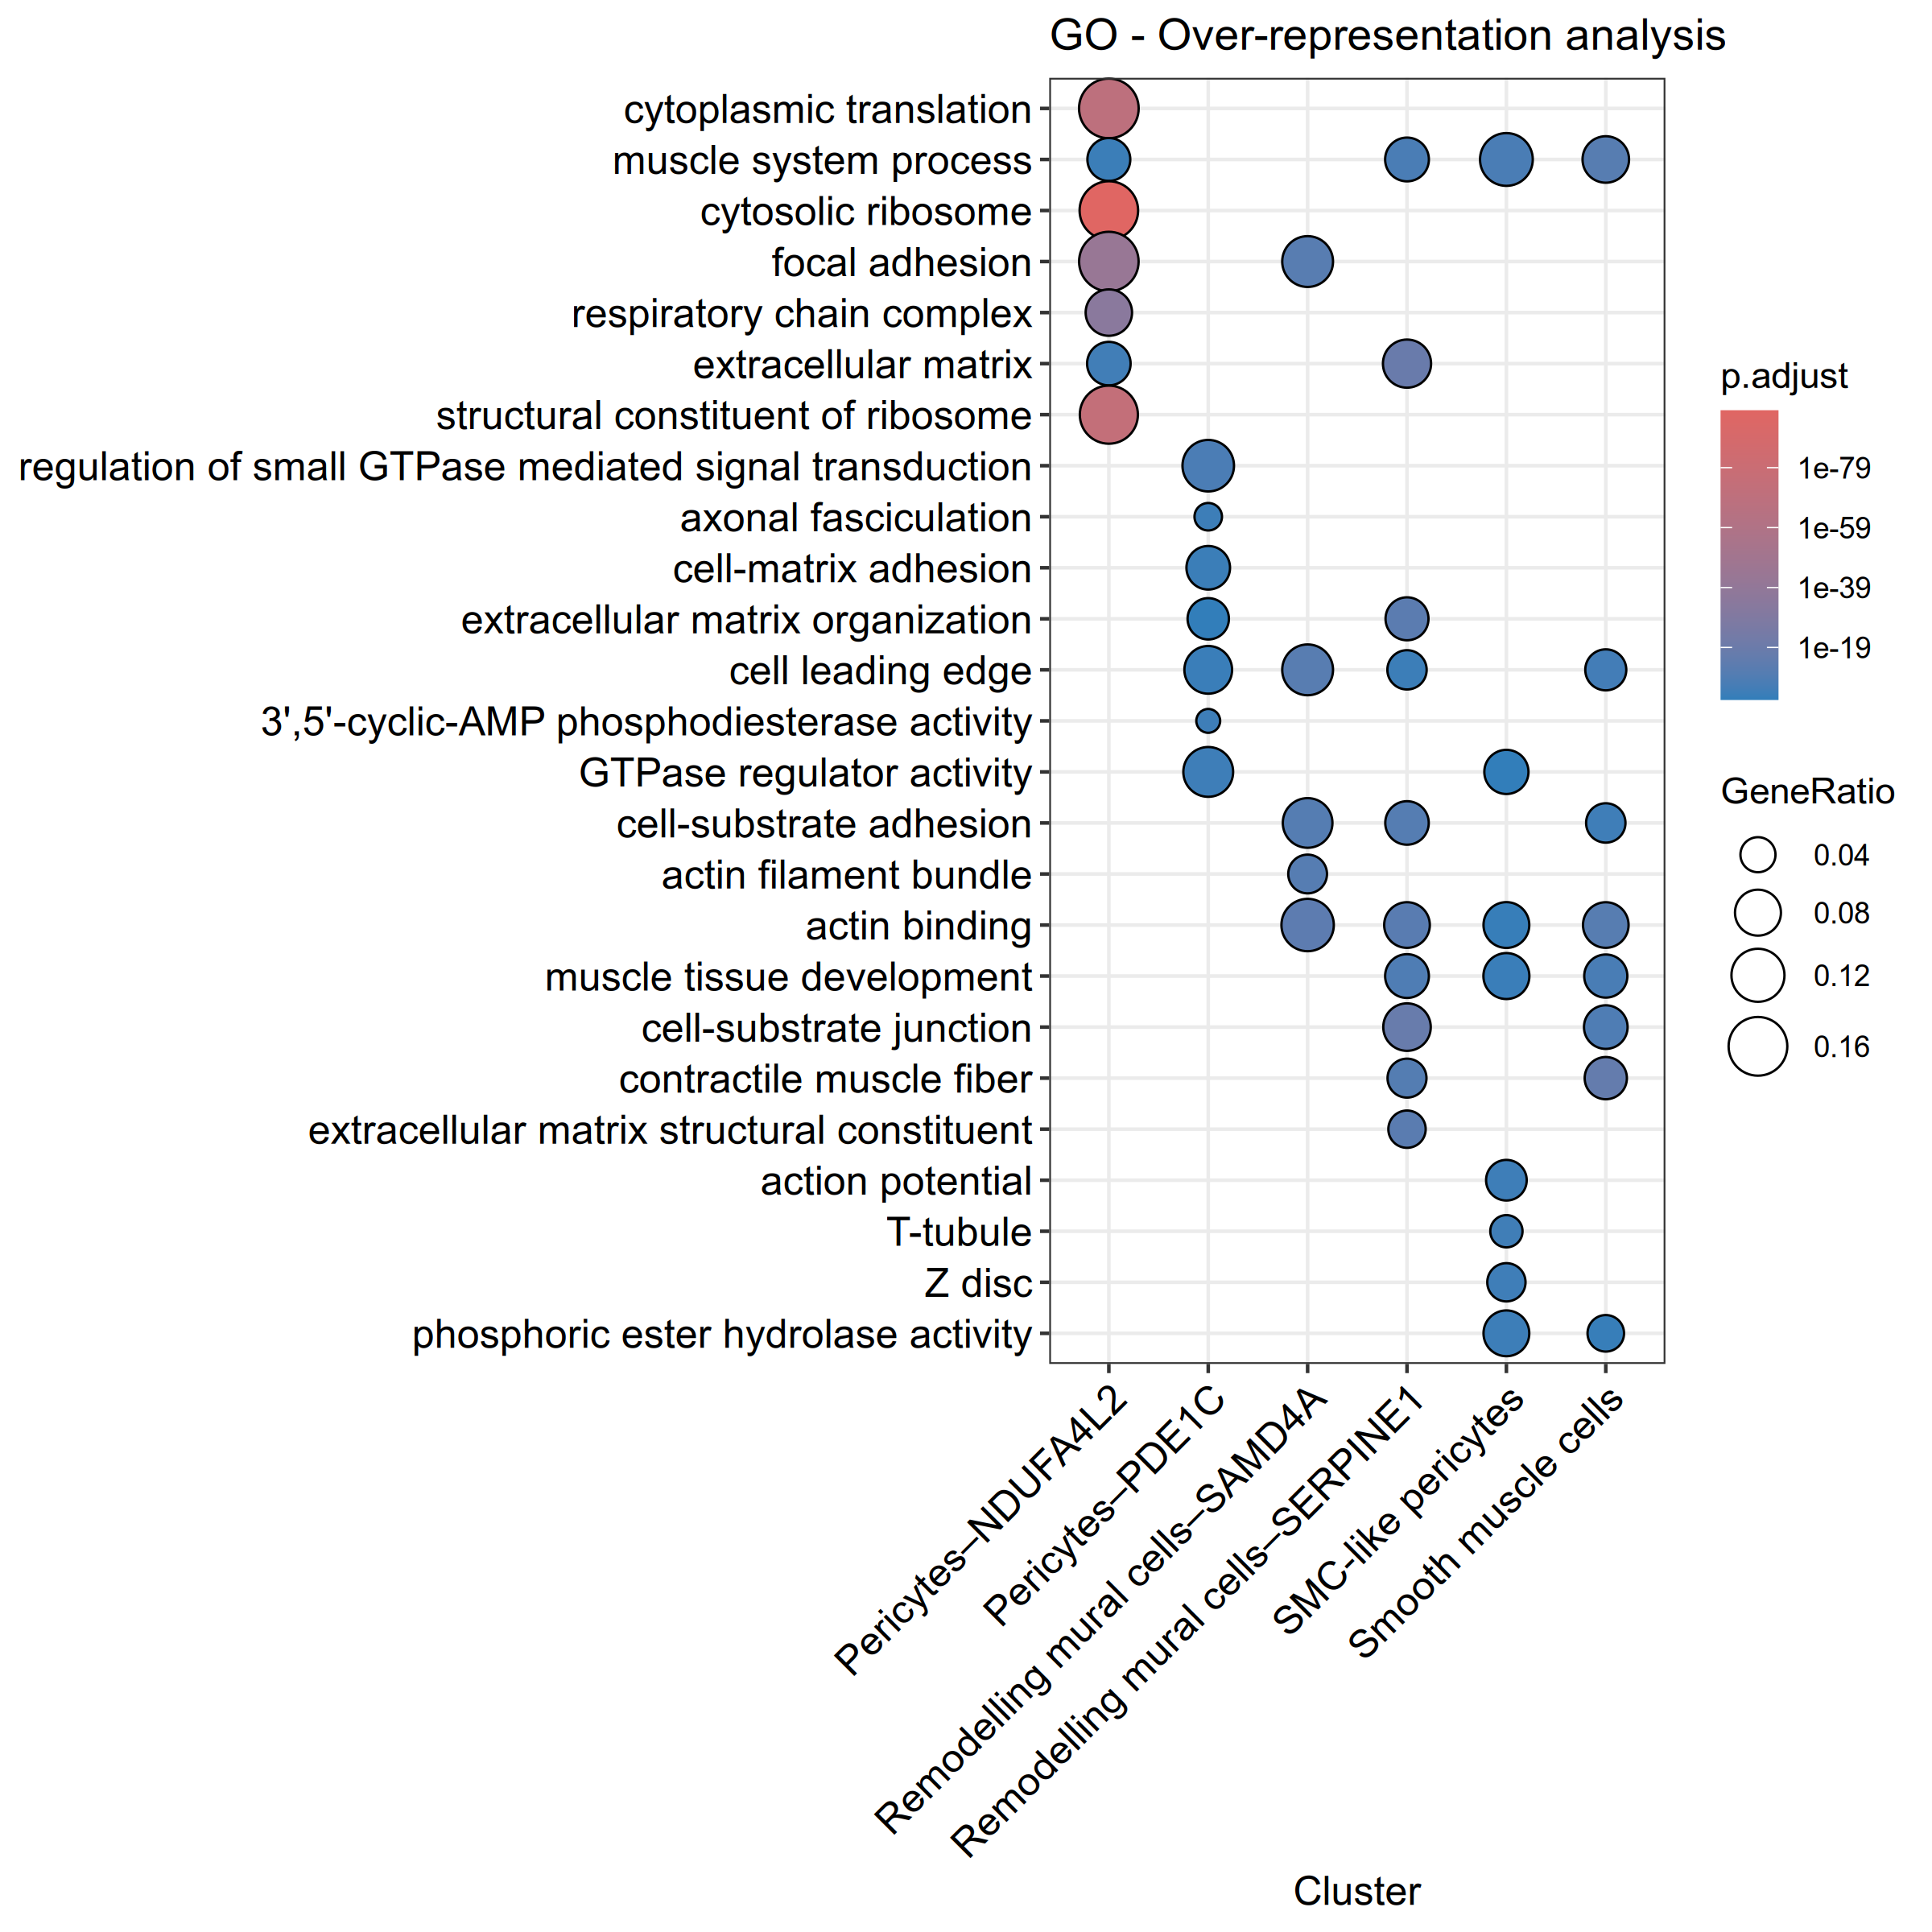 GO - Over-representation analysis
cytoplasmic translation
muscle system process
cytosolic ribosome
focal adhesion
respiratory chain complex
extracellular matrix
structural constituent of ribosome
regulation of small GTPase mediated signal transduction
axonal fasciculation
cell-matrix adhesion
extracellular matrix organization
cell leading edge
3',5'-cyclic-AMP phosphodiesterase activity
GTPase regulator activity
cell-substrate adhesion
actin filament bundle
actin binding
muscle tissue development
cell-substrate junction
contractile muscle fiber
extracellular matrix structural constituent
action potential
T-tubule
Z disc
phosphoric ester hydrolase activity
Pericytes–NDUFA4L2
Pericytes–PDE1C
Remodelling mural cells–SAMD4A
Remodelling mural cells–SERPINE1
SMC-like pericytes
Smooth muscle cells
Cluster
p.adjust
1e-79
1e-59
1e-39
1e-19
GeneRatio
0.04
0.08
0.12
0.16